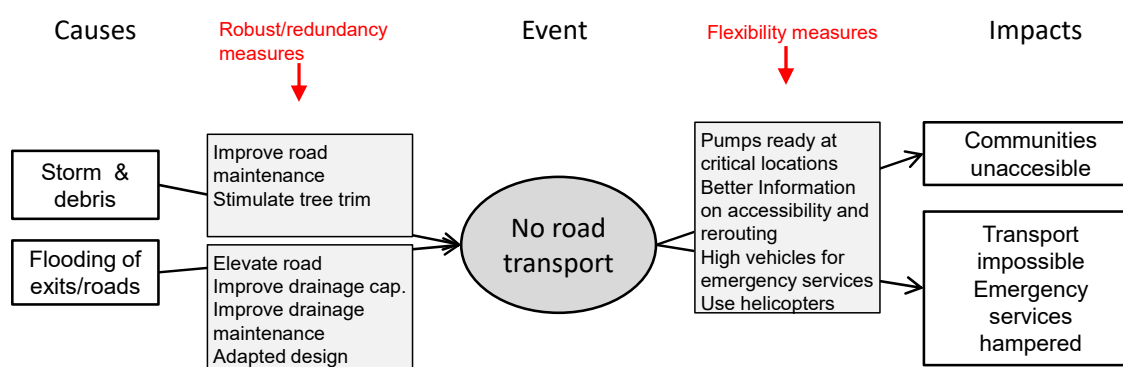 Causes
Robust/redundancy
measures
Event
Flexibility measures
Impacts
Storm &
debris
Flooding of
exits/roads
Improve road
maintenance
Stimulate tree trim
Elevate road
Improve drainage cap.
Improve drainage
maintenance
Adapted design
No road
transport
Pumps ready at
critical locations
Better Information
on accessibility and
rerouting
High vehicles for
emergency services
Use helicopters
Communities
unaccesible
Transport
impossible
Emergency
services
hampered